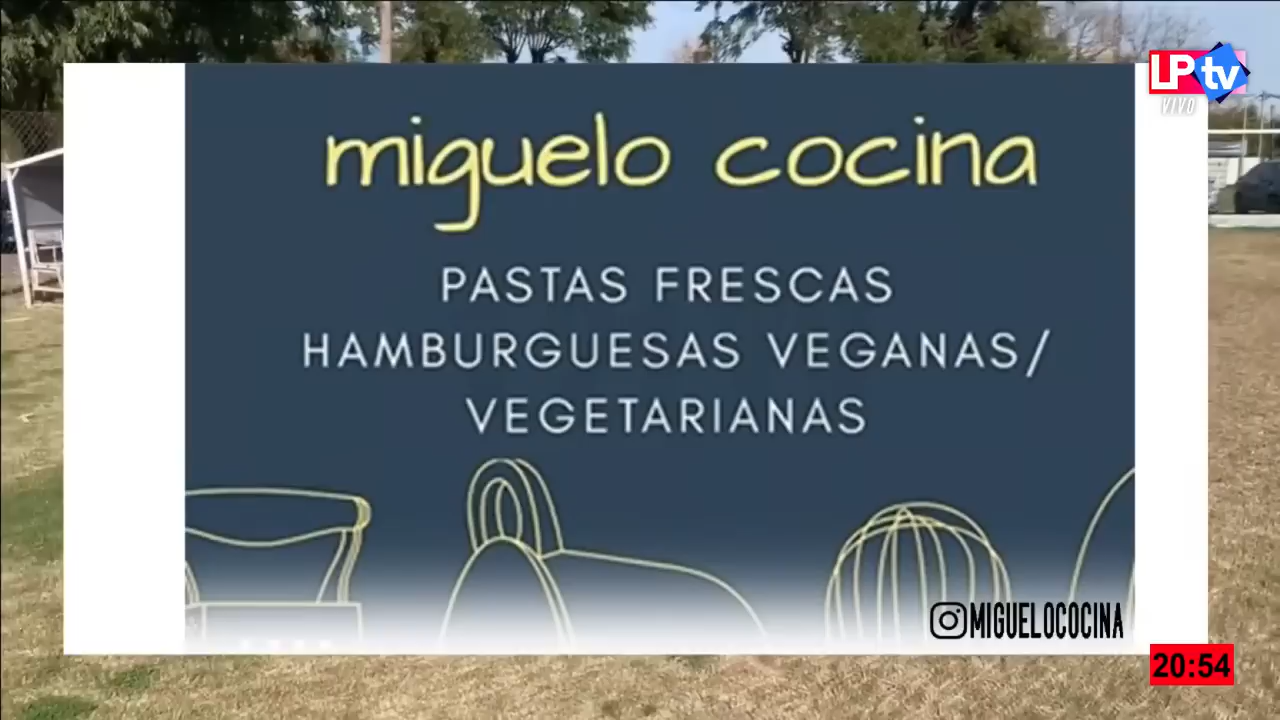 LPtv
VIVO
miguelo cocina
PASTAS FRESCAS
HAMBURGUESAS VEGANAS/
VEGETARIANAS
MIGUELOCOCINA
20:54